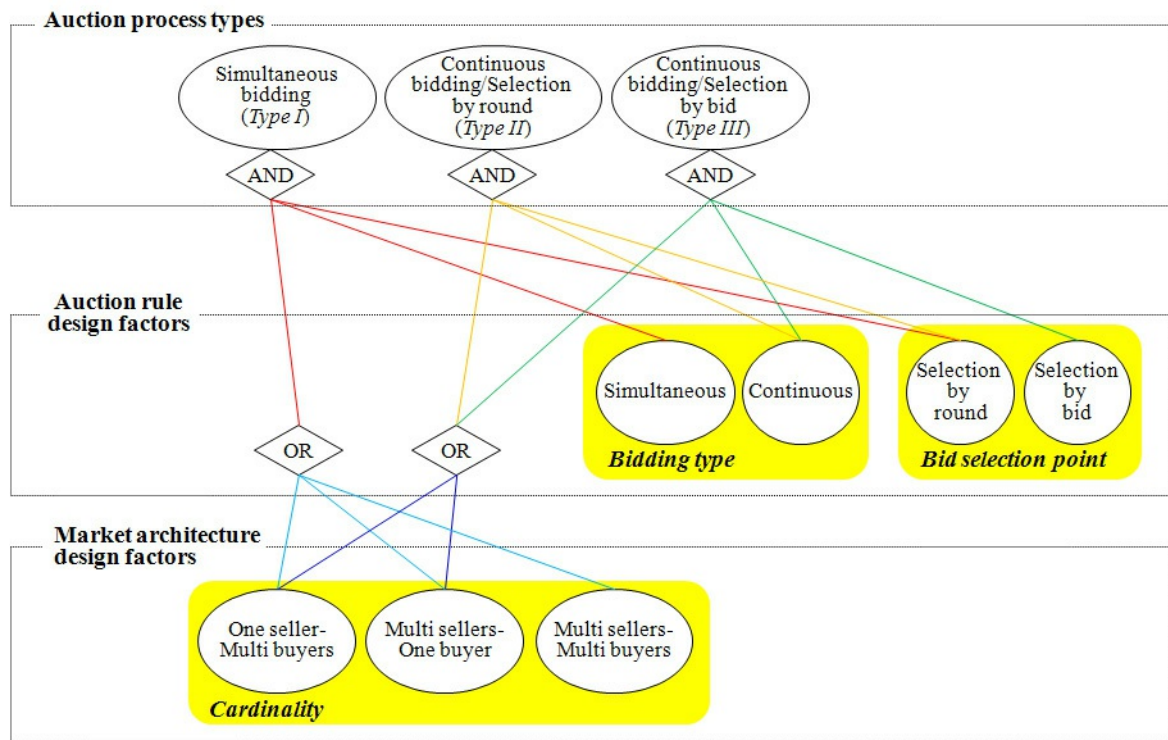 Auction process types
Simultaneous
bidding
(Type I)
Continuous
bidding/Selection
by round
(Type II)
Continuous
bidding/Selection
by bid
(Type III)
AND
AND
AND
Auction rule
design factors
Simultaneous
Continuous
Bidding type
Selection
by
round
Selection
by
bid
Bid selection point
OR
OR
Market architecture
design factors
One seller-
Multi buyers
Multi sellers-
One buyer
Multi sellers-
Multi buyers
Cardinality